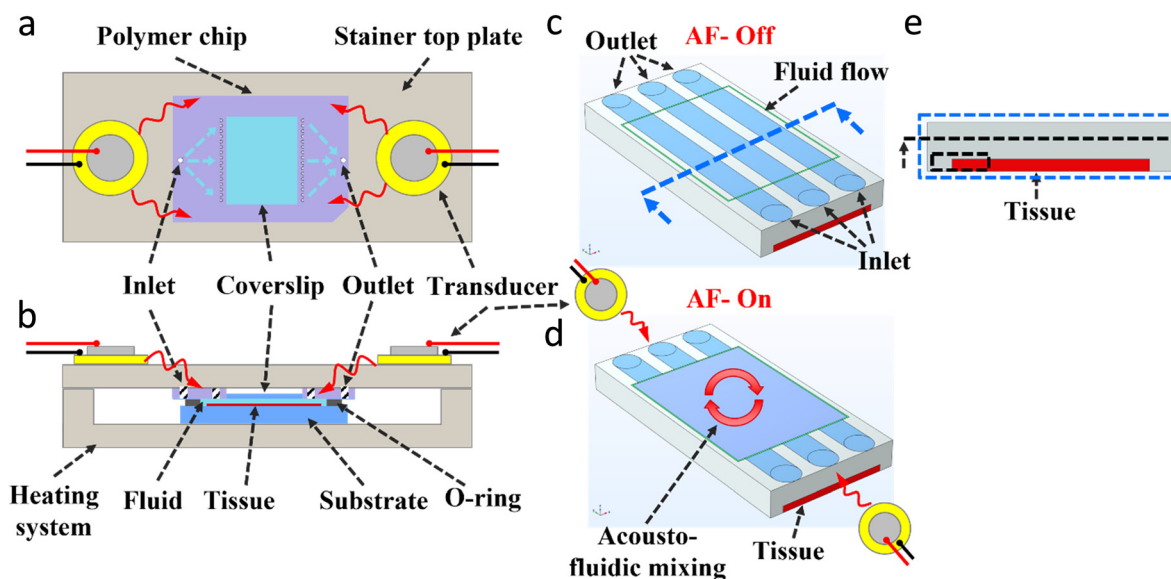 a
Polymer chip
Stainer top plate
Inlet
Coverslip
Outlet
Transducer
b
Heating
system
Fluid
Tissue
Substrate
O-ring
c
Outlet
AF- Off
Fluid flow
Inlet
AF- On
d
Acousto-
fluidic mixing
Tissue
e
Tissue